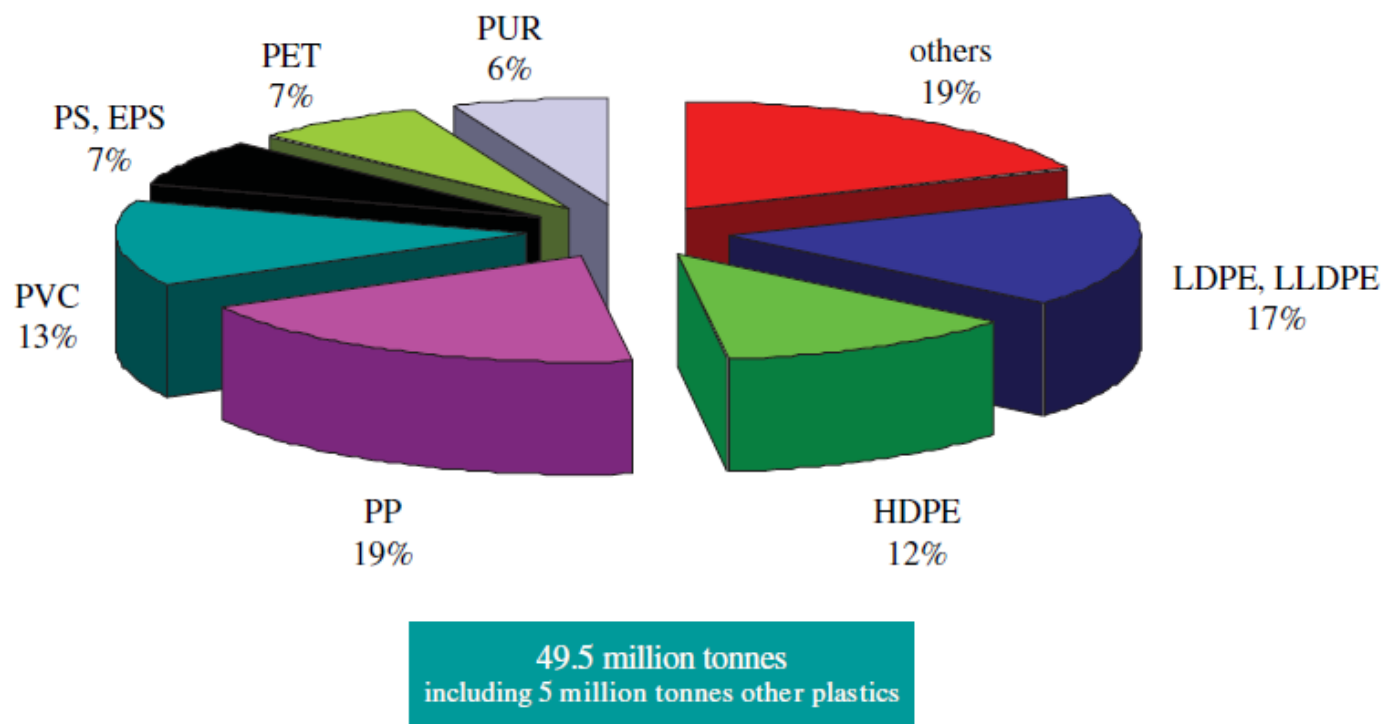 PUR
6%
PET
7%
PS, EPS
7%
PVC
13%
PP
19%
others
19%
LDPE, LLDPE
17%
HDPE
12%
49.5 million tonnes
including 5 million tonnes other plastics